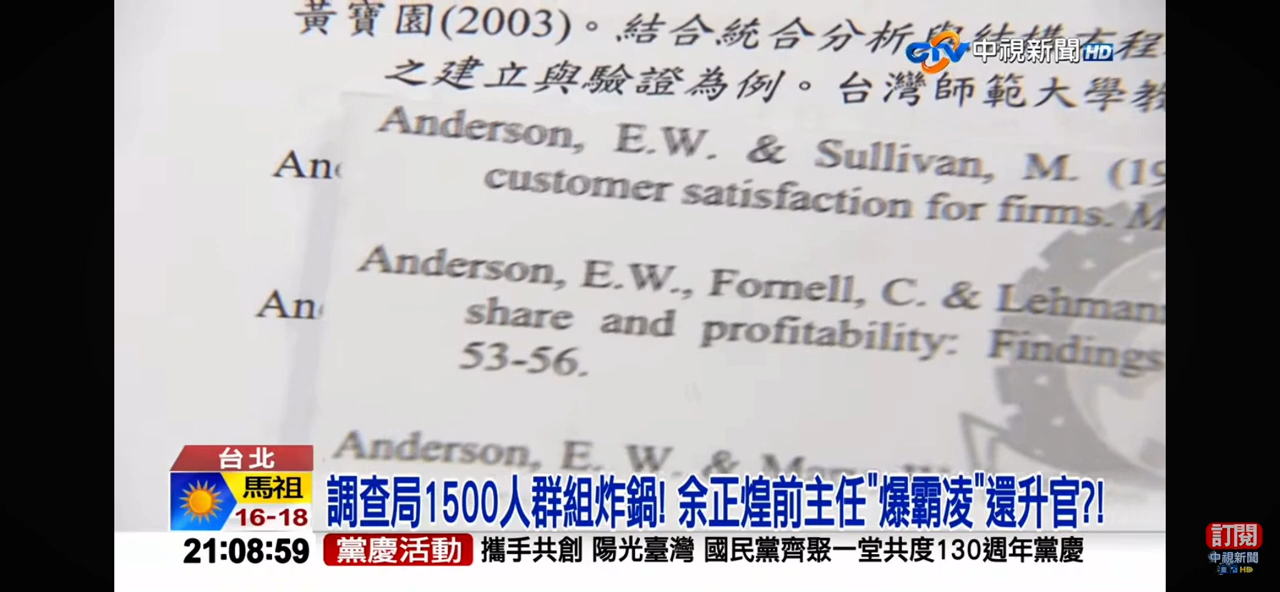 黃寶園(2003)。結合統合分析與結構方程
之建立與驗證為例。台灣師範大學教
CTV 中視新聞HD
Anderson, E.W. & Sullivan, M. (19
customer satisfaction for firms. M
An
Anderson, E.W., Fornell, C. & Lehmann
share and profitability: Findings
53-56.
An
Anderson, E. W. &
台北
馬祖
16-18
調查局1500人群組炸鍋! 余正煌前主任"爆霸凌"還升官?!
21:08:59
黨慶活動 攜手共創 陽光臺灣 國民黨齊聚一堂共度130週年黨慶
訂閱
中視新聞
HD